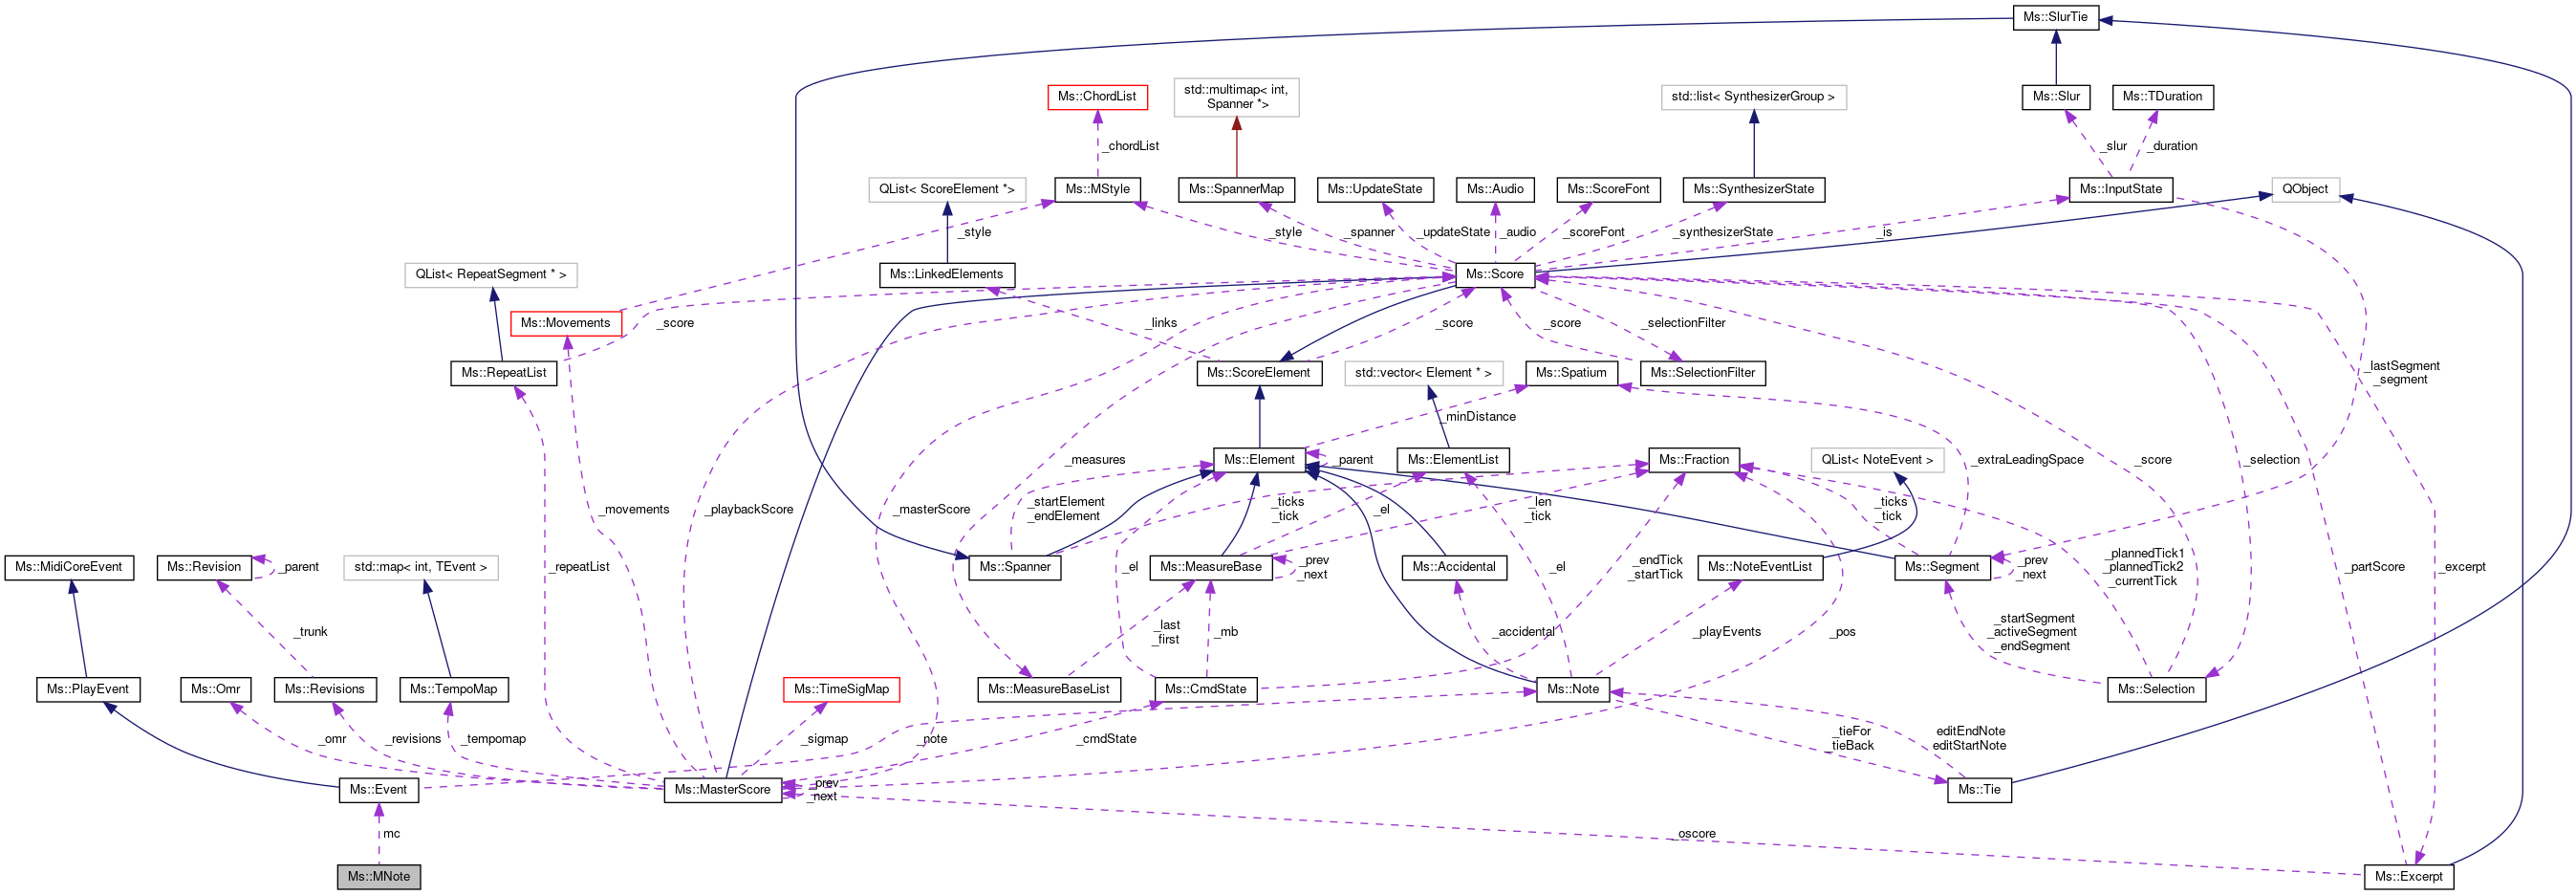 Ms::SlurTie
Ms::ChordList
std::multimap< int,
Spanner *>
std::list< SynthesizerGroup >
Ms::Slur
Ms::TDuration
_chordList
_slur
_duration
QList< ScoreElement *>
Ms::MStyle
Ms::SpannerMap
Ms::UpdateState
Ms::Audio
Ms::ScoreFont
Ms::SynthesizerState
Ms::InputState
QObject
_style
_style
_spanner
_updateState
_audio
_scoreFont
_synthesizerState
_is
QList< RepeatSegment * >
Ms::LinkedElements
Ms::Score
Ms::Movements
_score
_links
_score
_score
_selectionFilter
Ms::RepeatList
Ms::ScoreElement
std::vector< Element * >
Ms::Spatium
Ms::SelectionFilter
_lastSegment
_segment
_minDistance
Ms::Element
_parent
Ms::ElementList
Ms::Fraction
QList< NoteEvent >
_measures
_extraLeadingSpace
_score
_selection
_movements
_playbackScore
_masterScore
_startElement
_endElement
_ticks
_tick
_el
_len
_tick
_ticks
_tick
Ms::MidiCoreEvent
Ms::Revision
_parent
std::map< int, TEvent >
_repeatList
Ms::Spanner
_el
Ms::MeasureBase
_prev
_next
Ms::Accidental
_el
_endTick
_startTick
Ms::NoteEventList
Ms::Segment
_prev
_next
_plannedTick1
_plannedTick2
_currentTick
_partScore
_excerpt
_trunk
_last
_first
_mb
_accidental
_playEvents
_pos
_startSegment
_activeSegment
_endSegment
Ms::PlayEvent
Ms::Omr
Ms::Revisions
Ms::TempoMap
Ms::TimeSigMap
Ms::MeasureBaseList
Ms::CmdState
Ms::Note
Ms::Selection
_omr
_revisions
_tempomap
_sigmap
_note
_cmdState
_tieFor
_tieBack
editEndNote
editStartNote
Ms::Event
Ms::MasterScore
_prev
_next
Ms::Tie
mc
_oscore
Ms::MNote
Ms::Excerpt